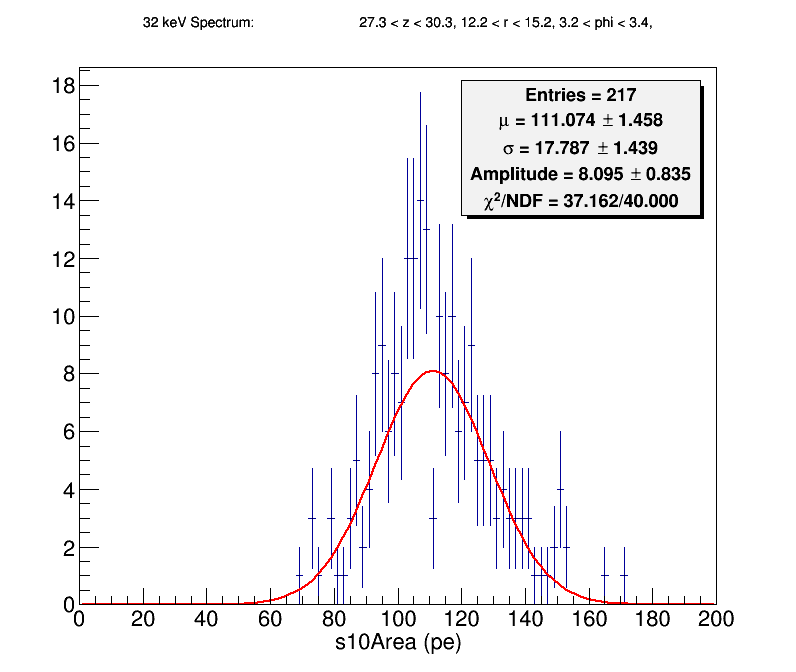 32 keV Spectrum: 27.3 < z < 30.3, 12.2 < r < 15.2, 3.2 < phi < 3.4,
Entries = 217
μ = 111.074 ± 1.458
σ = 17.787 ± 1.439
Amplitude = 8.095 ± 0.835
χ²/NDF = 37.162/40.000
18
16
14
12
10
8
6
4
2
0
0 20 40 60 80 100 120 140 160 180 200
s10Area (pe)